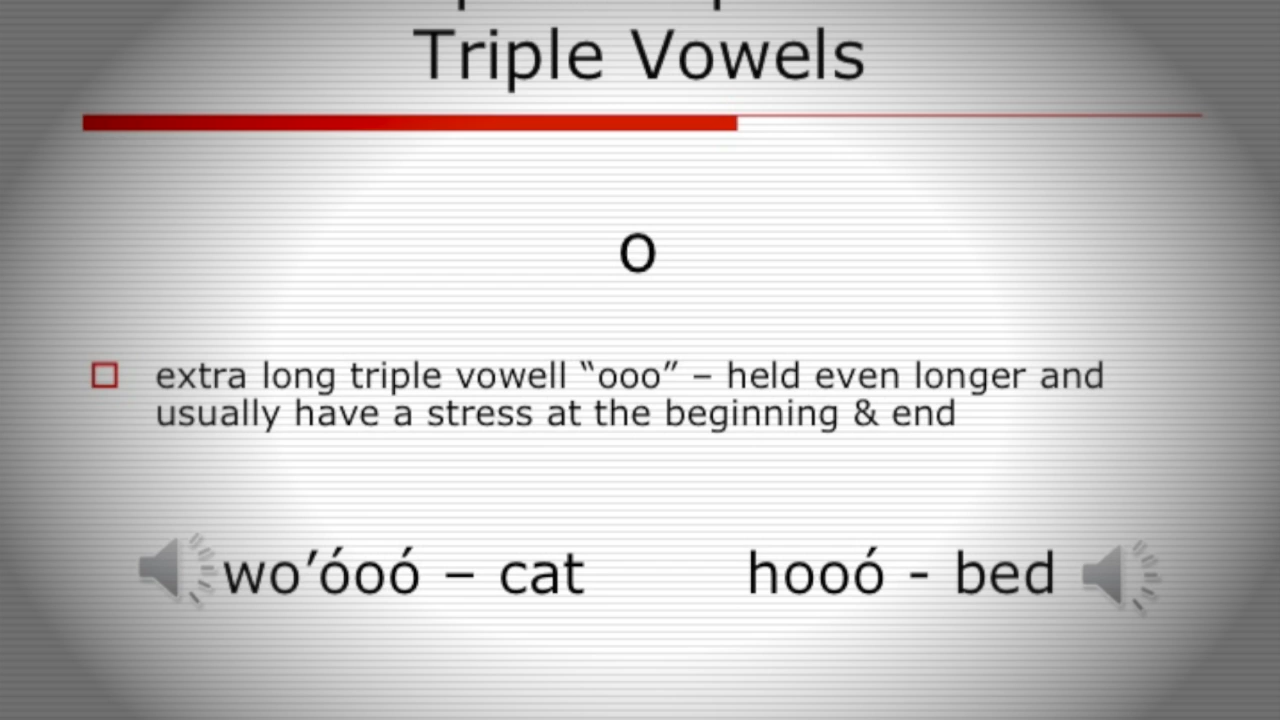 Triple Vowels
o
extra long triple vowell “ooo” – held even longer and
usually have a stress at the beginning & end
wo’óoó – cat hooó - bed